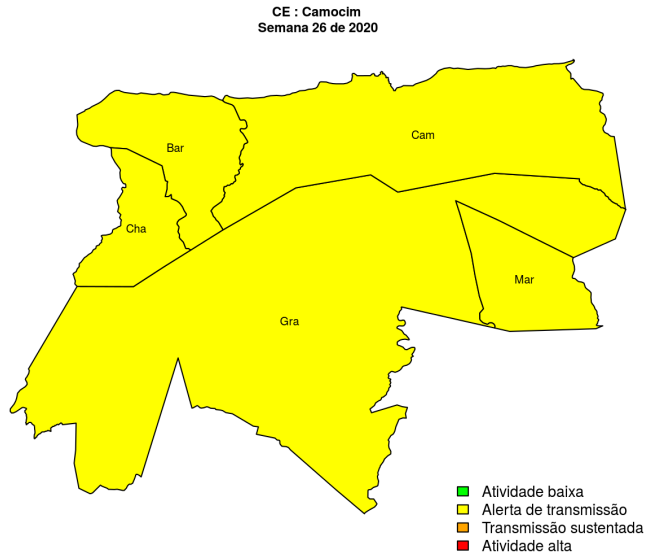 CE : Camocim
Semana 26 de 2020
Cam
Bar
Cha
Mar
Gra
Atividade baixa
Alerta de transmissão
Transmissão sustentada
Atividade alta